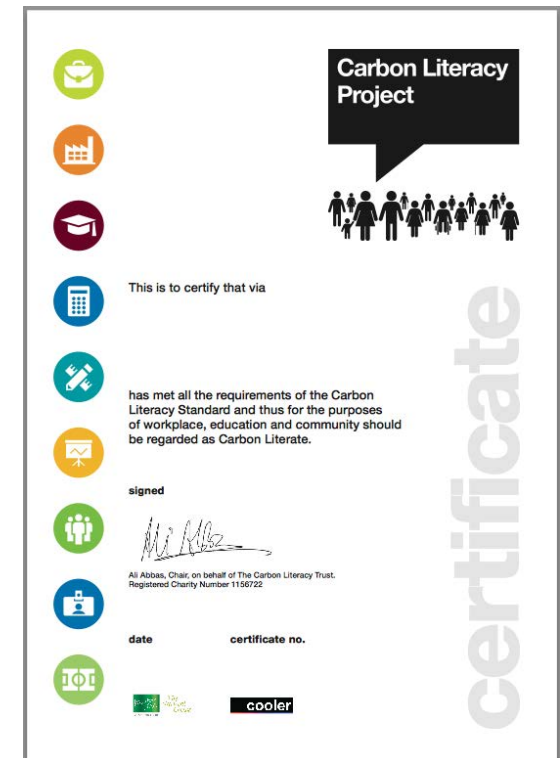 Carbon Literacy
Project
This is to certify that via
has met all the requirements of the Carbon
Literacy Standard and thus for the purposes
of workplace, education and community should
be regarded as Carbon Literate.
signed
Ali Abbas, Chair, on behalf of The Carbon Literacy Trust.
Registered Charity Number 1156722
date
certificate no.
cooler
certificate